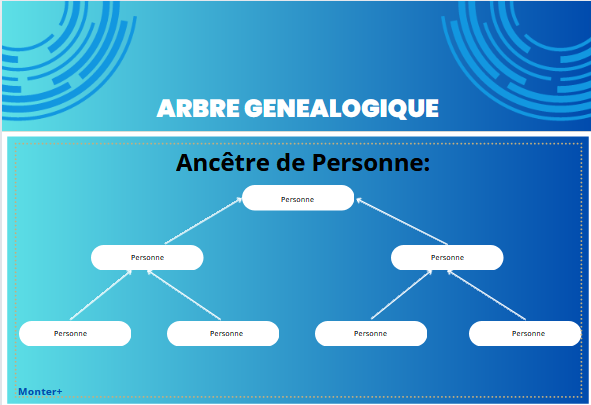 ARBRE GENEALOGIQUE
Ancêtre de Personne:
Personne
Personne
Personne
Personne
Personne
Personne
Personne
Monter+